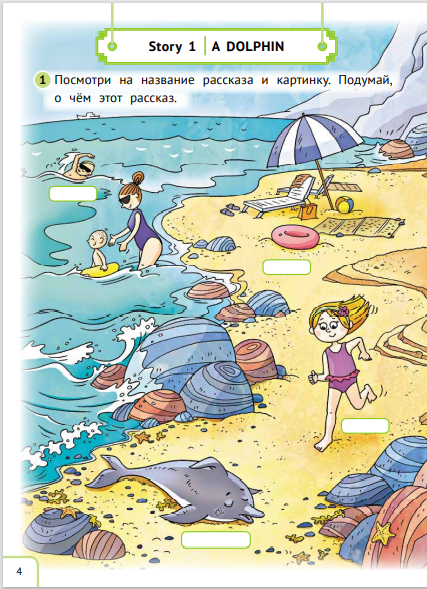 Story 1 | A DOLPHIN
1 Посмотри на название рассказа и картинку. Подумай,
о чём этот рассказ.
4